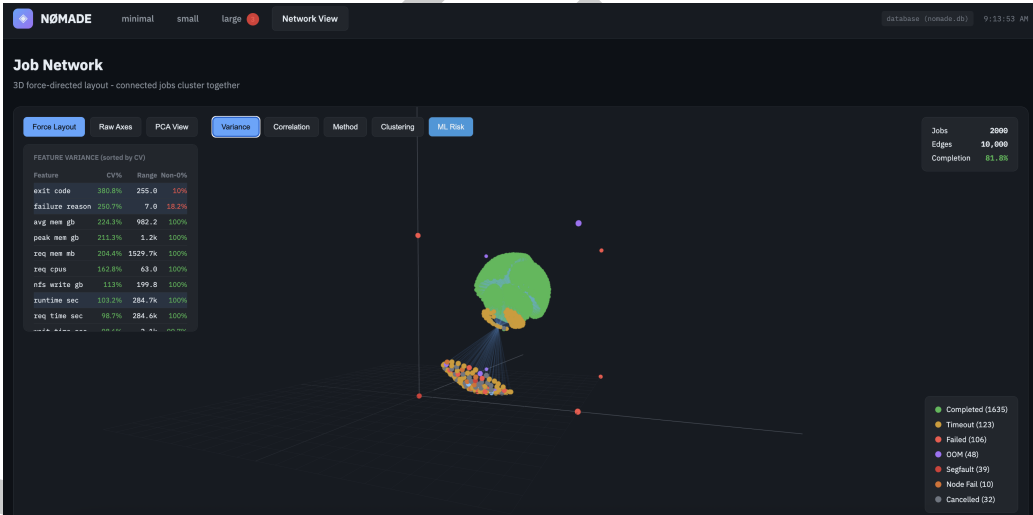 NØMADE minimal small large Network View database (nomade.db) 9:13:53 AM
Job Network
3D force-directed layout - connected jobs cluster together
Force Layout Raw Axes PCA View Variance Correlation Method Clustering ML Risk
Jobs 2000
Edges 10,000
Completion 81.8%
FEATURE VARIANCE (sorted by CV)
Feature CV% Range Non-0%
exit code 380.8% 255.0 10%
failure reason 250.7% 7.0 18.2%
avg mem gb 224.3% 982.2 100%
peak mem gb 211.3% 1.2k 100%
req mem mb 204.4% 1529.7k 100%
req cpus 162.8% 63.0 100%
nfs write gb 113% 199.8 100%
runtime sec 103.2% 284.7k 100%
req time sec 98.7% 284.6k 100%
Completed (1635)
Timeout (123)
Failed (106)
OOM (48)
Segfault (39)
Node Fail (10)
Cancelled (32)